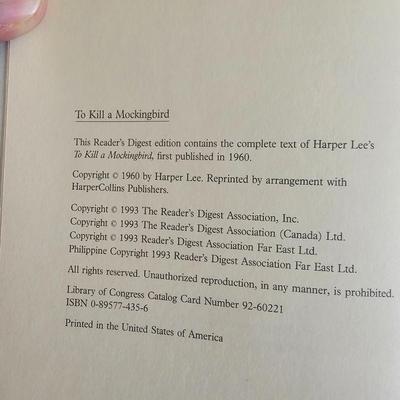 To Kill a Mockingbird
This Reader's Digest edition contains the complete text of Harper Lee's
To Kill a Mockingbird, first published in 1960.
Copyright © 1960 by Harper Lee. Reprinted by arrangement with
HarperCollins Publishers.
Copyright © 1993 The Reader's Digest Association, Inc.
Copyright © 1993 The Reader's Digest Association (Canada) Ltd.
Copyright © 1993 Reader's Digest Association Far East Ltd.
Philippine Copyright 1993 Reader's Digest Association Far East Ltd.
All rights reserved. Unauthorized reproduction, in any manner, is prohibited.
Library of Congress Catalog Card Number 92-60221
ISBN 0-89577-435-6
Printed in the United States of America